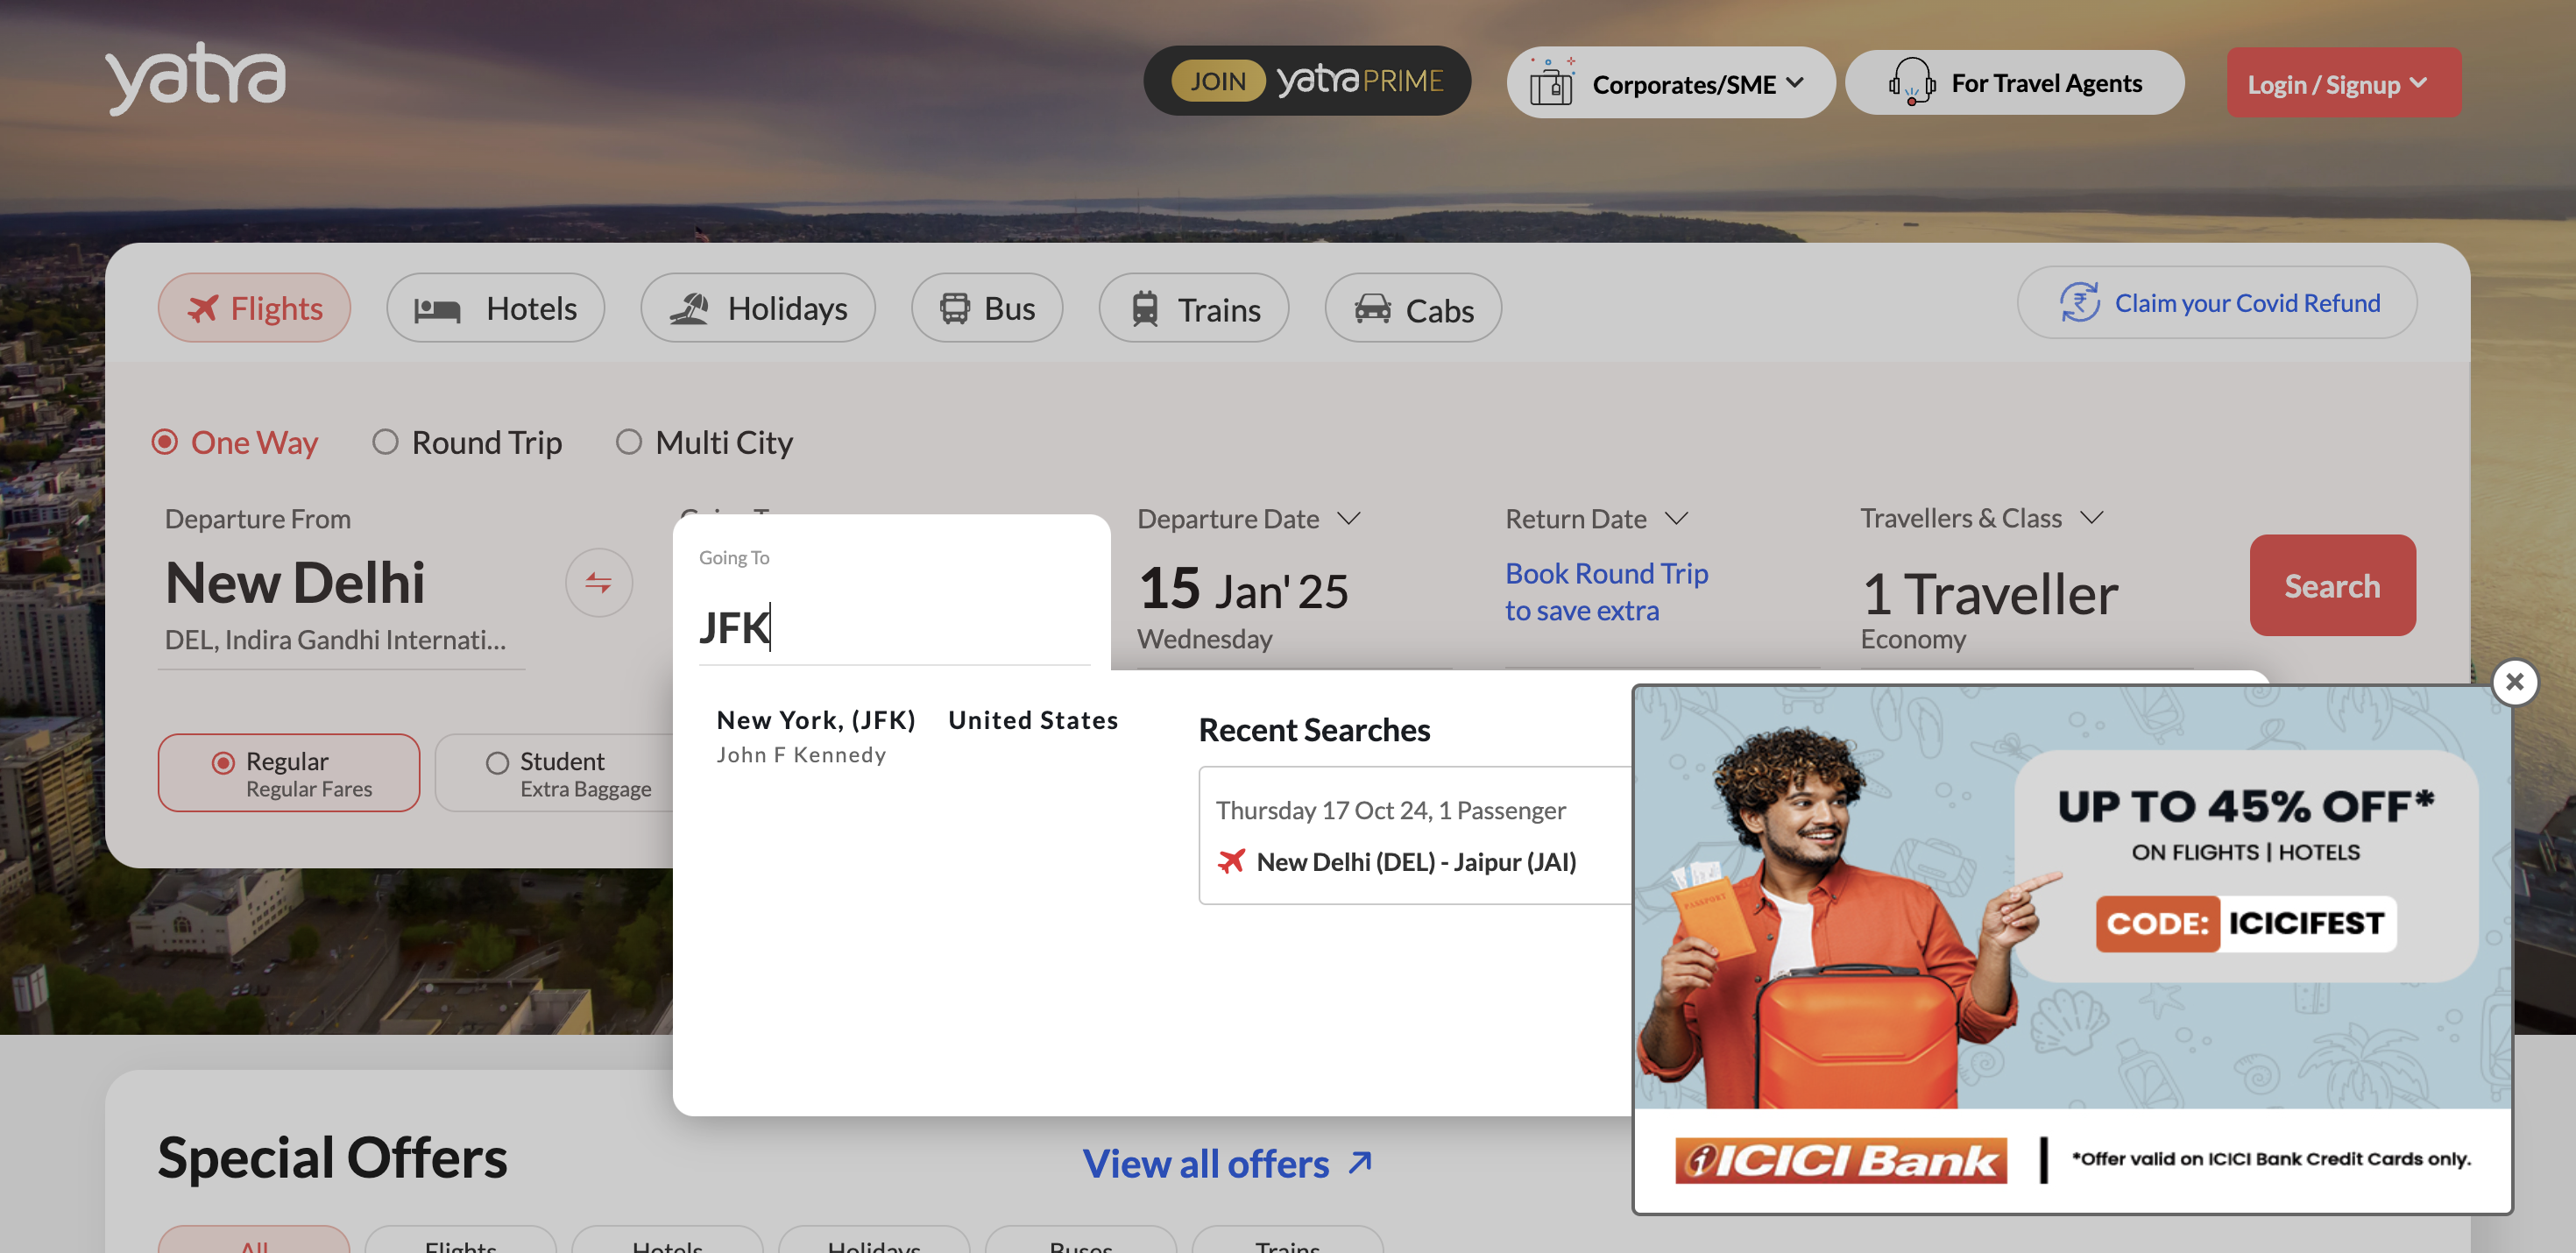 yatra
JOIN yatra PRIME
Corporates/SME
For Travel Agents
Login / Signup
Flights
Hotels
Holidays
Bus
Trains
Cabs
Claim your Covid Refund
One Way
Round Trip
Multi City
Departure From
New Delhi
DEL, Indira Gandhi Internati...
Going To
JFK
Departure Date
15 Jan' 25
Wednesday
Return Date
Book Round Trip
to save extra
Travellers & Class
1 Traveller
Economy
Search
Regular
Regular Fares
Student
Extra Baggage
New York, (JFK) United States
John F Kennedy
Recent Searches
Thursday 17 Oct 24, 1 Passenger
New Delhi (DEL) - Jaipur (JAI)
PASSPORT
UP TO 45% OFF*
ON FLIGHTS | HOTELS
CODE: ICICIFEST
ICICI Bank
*Offer valid on ICICI Bank Credit Cards only.
Special Offers
View all offers
All
Flights
Hotels
Holidays
Buses
Trains